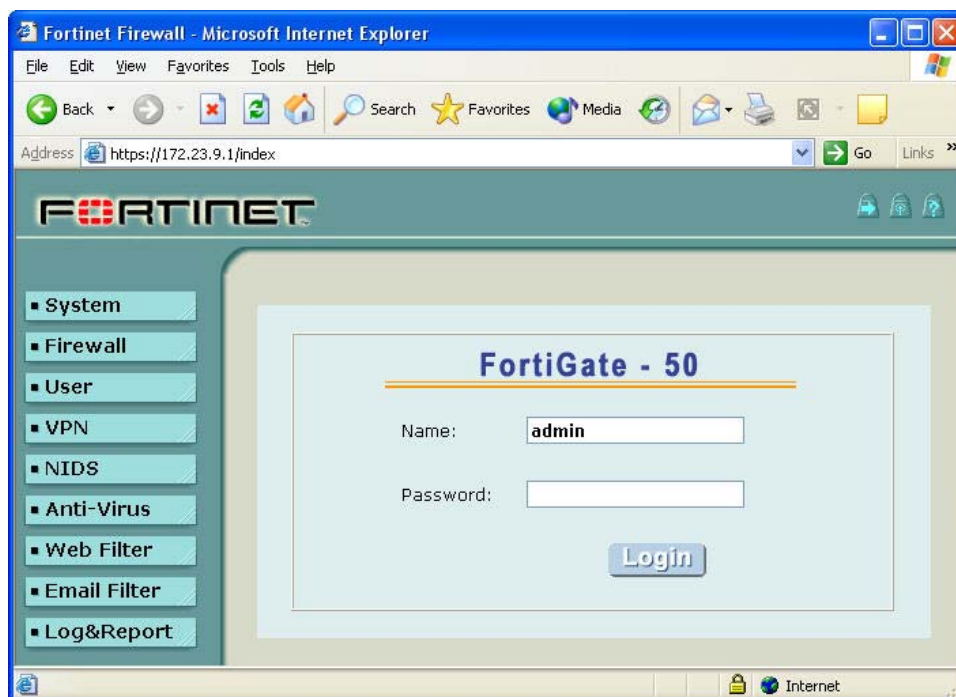 Fortinet Firewall - Microsoft Internet Explorer
File Edit View Favorites Tools Help
Back Search Favorites Media
Address https://172.23.9.1/index Go Links »
FORTINET
System
Firewall
User
VPN
NIDS
Anti-Virus
Web Filter
Email Filter
Log&Report
FortiGate - 50
Name: admin
Password:
Login
Internet